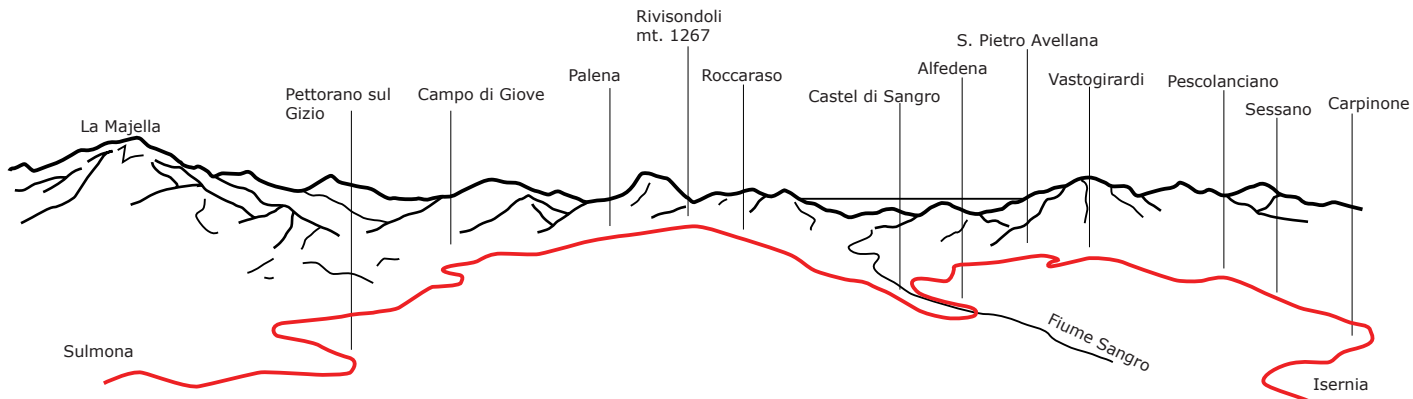 La Majella
Pettorano sul
Gizio
Campo di Giove
Palena
Rivisondoli
mt. 1267
Roccaraso
Castel di Sangro
Alfedena
S. Pietro Avellana
Vastogirardi
Pescolanciano
Sessano
Carpinone
Sulmona
Fiume Sangro
Isernia